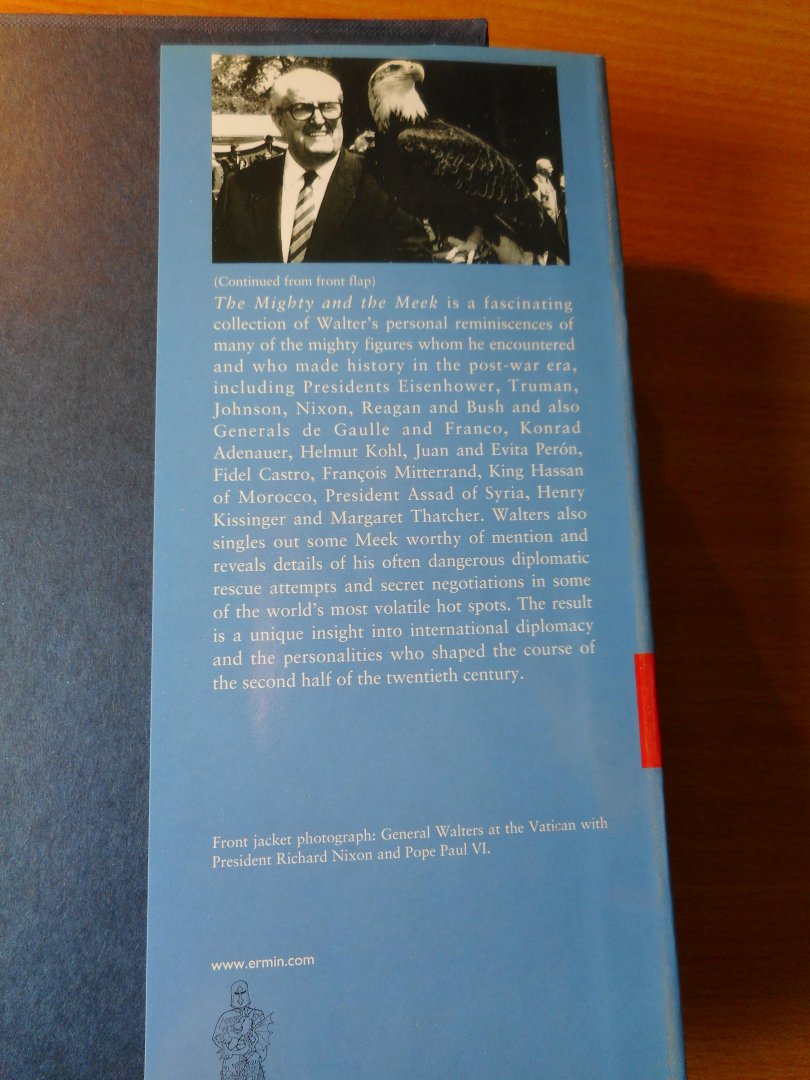 (Continued from front flap)
The Mighty and the Meek is a fascinating
collection of Walter's personal reminiscences of
many of the mighty figures whom he encountered
and who made history in the post-war era,
including Presidents Eisenhower, Truman,
Johnson, Nixon, Reagan and Bush and also
Generals de Gaulle and Franco, Konrad
Adenauer, Helmut Kohl, Juan and Evita Perón,
Fidel Castro, François Mitterrand, King Hassan
of Morocco, President Assad of Syria, Henry
Kissinger and Margaret Thatcher. Walters also
singles out some Meek worthy of mention and
reveals details of his often dangerous diplomatic
rescue attempts and secret negotiations in some
of the world's most volatile hot spots. The result
is a unique insight into international diplomacy
and the personalities who shaped the course of
the second half of the twentieth century.
Front jacket photograph: General Walters at the Vatican with
President Richard Nixon and Pope Paul VI.
www.ermin.com